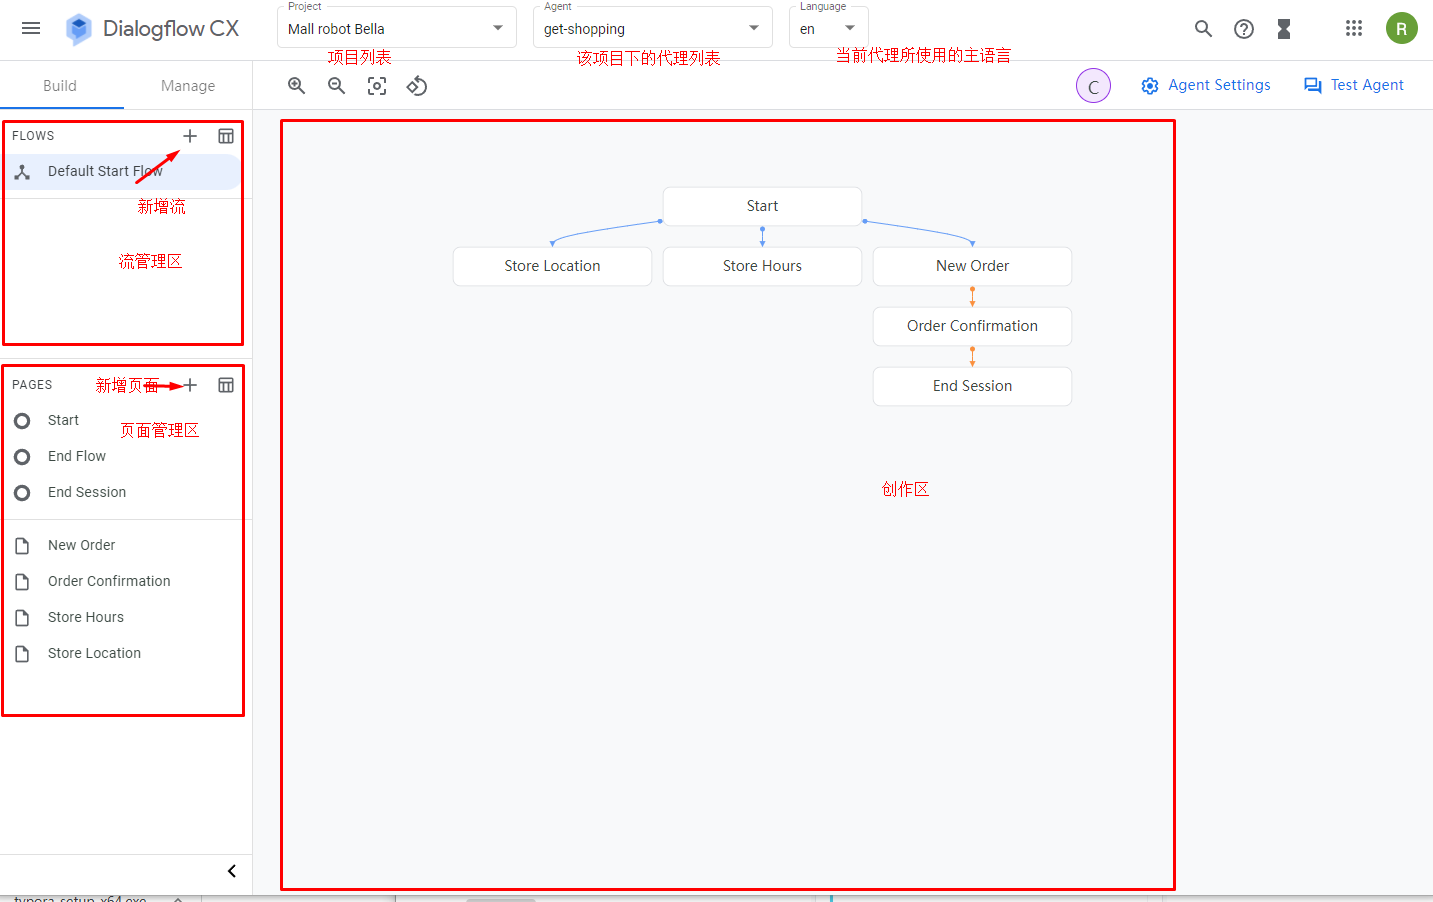 Dialogflow CX
Project
Mall robot Bella
Agent
get-shopping
Language
en
R
项目列表
该项目下的代理列表
当前代理所使用的主语言
Build
Manage
C
Agent Settings
Test Agent
FLOWS
Default Start Flow
新增流
流管理区
Start
Store Location
Store Hours
New Order
Order Confirmation
End Session
创作区
PAGES
新增页面
Start
页面管理区
End Flow
End Session
New Order
Order Confirmation
Store Hours
Store Location
typora-setup-x64.exe